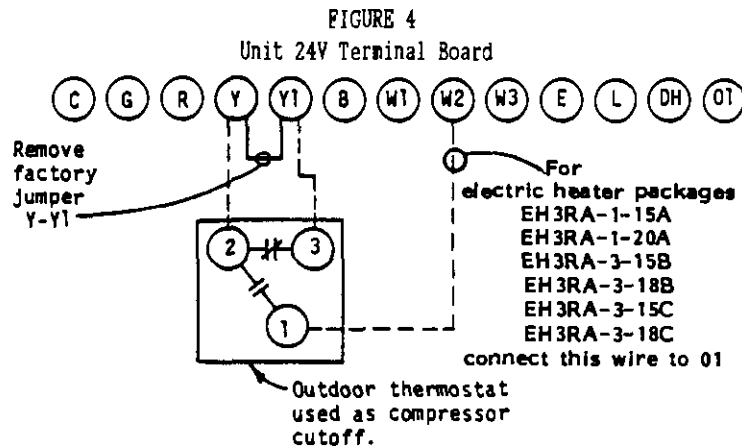 FIGURE 4
Unit 24V Terminal Board
C G R Y Y1 B W1 W2 W3 E L DH 01
Remove
factory
jumper
Y-Y1
For
electric heater packages
EH3RA-1-15A
EH3RA-1-20A
EH3RA-3-15B
EH3RA-3-18B
EH3RA-3-15C
EH3RA-3-18C
connect this wire to 01
2 3
1
Outdoor thermostat
used as compressor
cutoff.